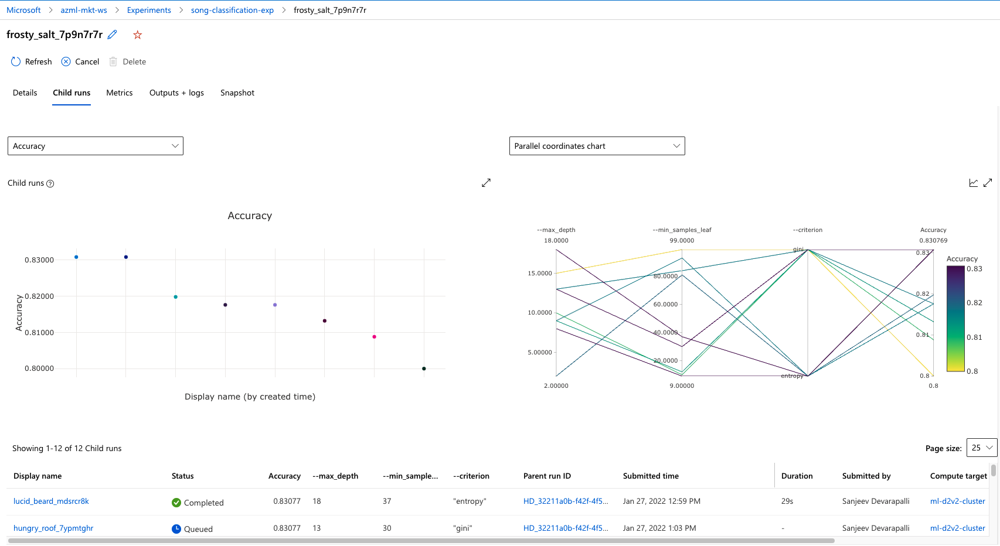 Microsoft > azml-mkt-ws > Experiments > song-classification-exp > frosty_salt_7p9n7r7r
frosty_salt_7p9n7r7r
Refresh Cancel Delete
Details Child runs Metrics Outputs + logs Snapshot
Accuracy
Parallel coordinates chart
Child runs
Accuracy
0.83000
0.82000
0.81000
0.80000
Accuracy
Display name (by created time)
--max_depth --min_samples_leaf --criterion Accuracy
18.0000 99.0000 0.830769
15.0000
10.0000
5.00000
2.00000
80.0000
60.0000
40.0000
20.0000
9.00000
gini
entropy
0.83
0.82
0.81
0.8
0.8
Accuracy
0.83
0.82
0.81
0.8
Showing 1-12 of 12 Child runs
Page size: 25
Display name Status Accuracy --max_depth --min_sample... --criterion Parent run ID Submitted time Duration Submitted by Compute target
lucid_beard_mdsrcr8k Completed 0.83077 18 37 "entropy" HD_32211a0b-f42f-4f5... Jan 27, 2022 12:59 PM 29s Sanjeev Devarapalli ml-d2v2-cluster
hungry_roof_7ypmtghr Queued 0.83077 13 30 "gini" HD_32211a0b-f42f-4f5... Jan 27, 2022 1:03 PM - Sanjeev Devarapalli ml-d2v2-cluster